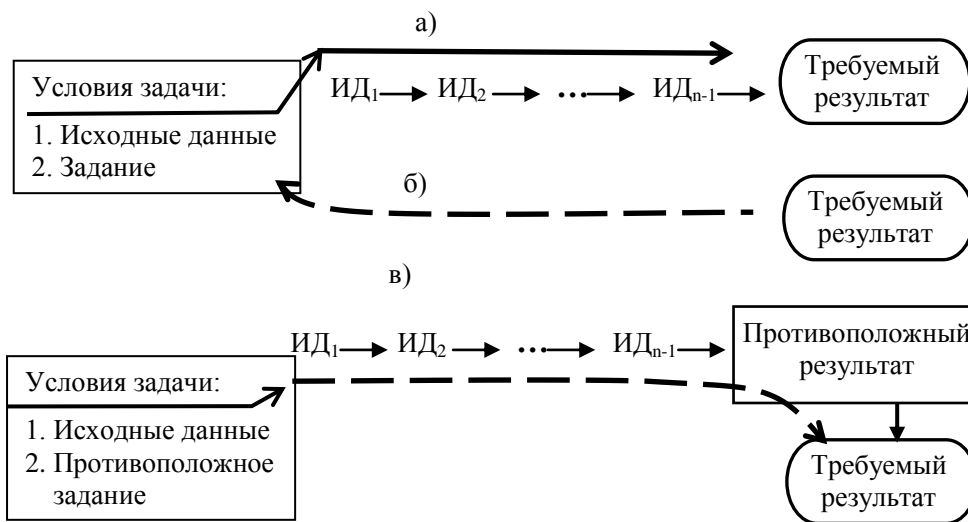 а)
Условия задачи:
1. Исходные данные
2. Задание
ИД1 ИД2 ... ИДn-1
Требуемый
результат
б)
Требуемый
результат
в)
ИД1 ИД2 ... ИДn-1
Противоположный
результат
Условия задачи:
1. Исходные данные
2. Противоположное
задание
Требуемый
результат